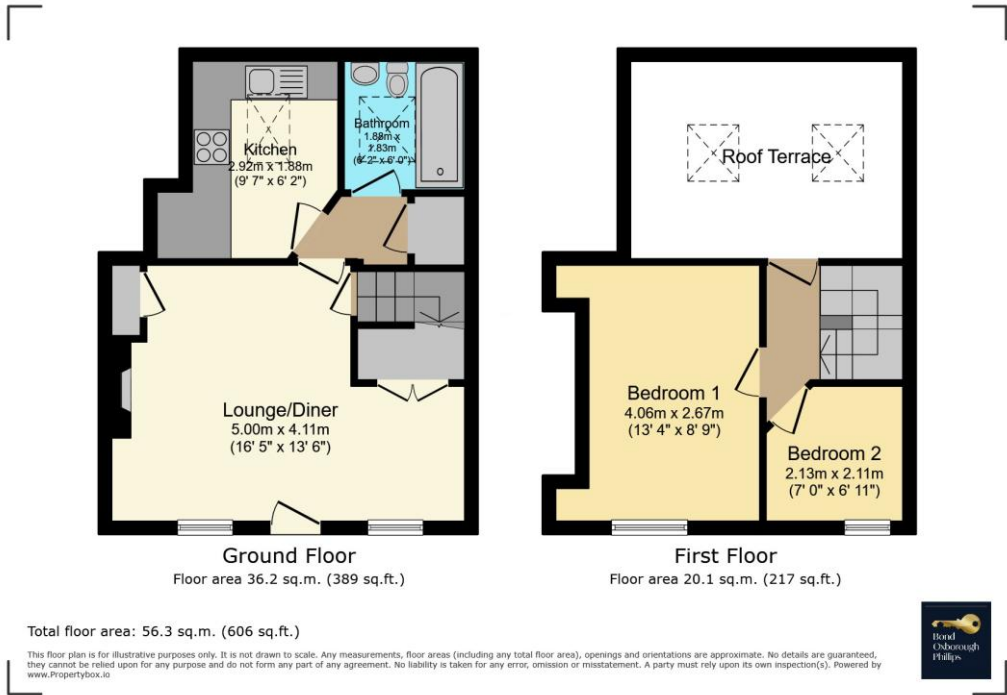 Kitchen
2.92m x 1.88m
(9' 7" x 6' 2")
Bathroom
1.88m x
1.83m
(6' 2" x 6' 0")
Lounge/Diner
5.00m x 4.11m
(16' 5" x 13' 6")
Ground Floor
Floor area 36.2 sq.m. (389 sq.ft.)
Roof Terrace
Bedroom 1
4.06m x 2.67m
(13' 4" x 8' 9")
Bedroom 2
2.13m x 2.11m
(7' 0" x 6' 11")
First Floor
Floor area 20.1 sq.m. (217 sq.ft.)
Total floor area: 56.3 sq.m. (606 sq.ft.)
This floor plan is for illustrative purposes only. It is not drawn to scale. Any measurements, floor areas (including any total floor area), openings and orientations are approximate. No details are guaranteed,
they cannot be relied upon for any purpose and do not form any part of any agreement. No liability is taken for any error, omission or misstatement. A party must rely upon its own inspection(s). Powered by
www.Propertybox.io
Bond
Oxborough
Phillips